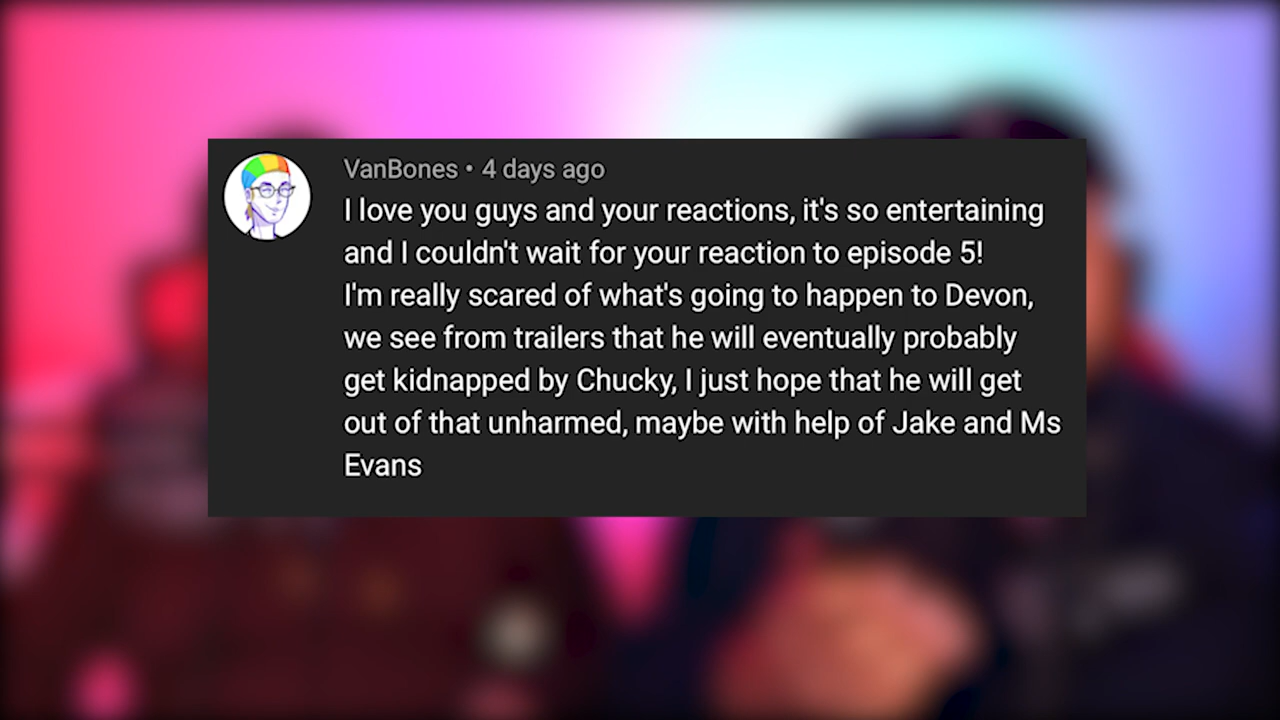 VanBones • 4 days ago
I love you guys and your reactions, it's so entertaining
and I couldn't wait for your reaction to episode 5!
I'm really scared of what's going to happen to Devon,
we see from trailers that he will eventually probably
get kidnapped by Chucky, I just hope that he will get
out of that unharmed, maybe with help of Jake and Ms
Evans